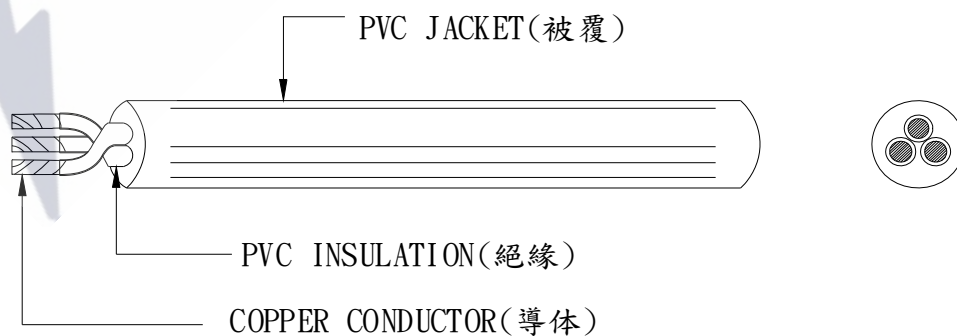 PVC JACKET(被覆)
PVC INSULATION(絕緣)
COPPER CONDUCTOR(導体)